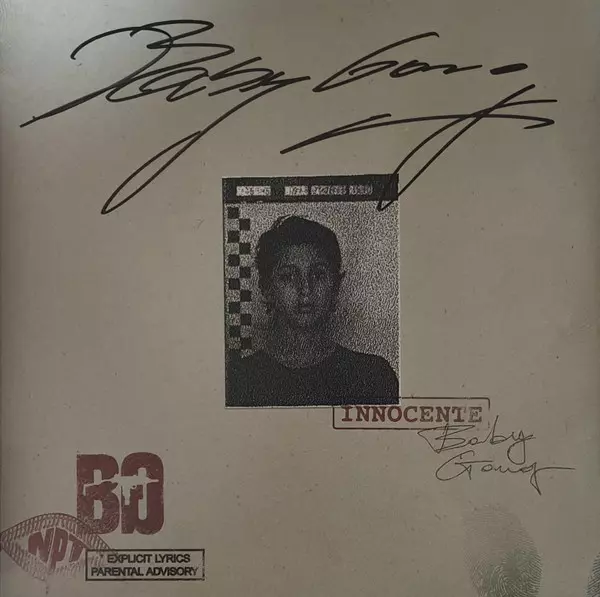 Baby Gang
INNOCENTE
Baby
Gang
BG
NPT
EXPLICIT LYRICS
PARENTAL ADVISORY